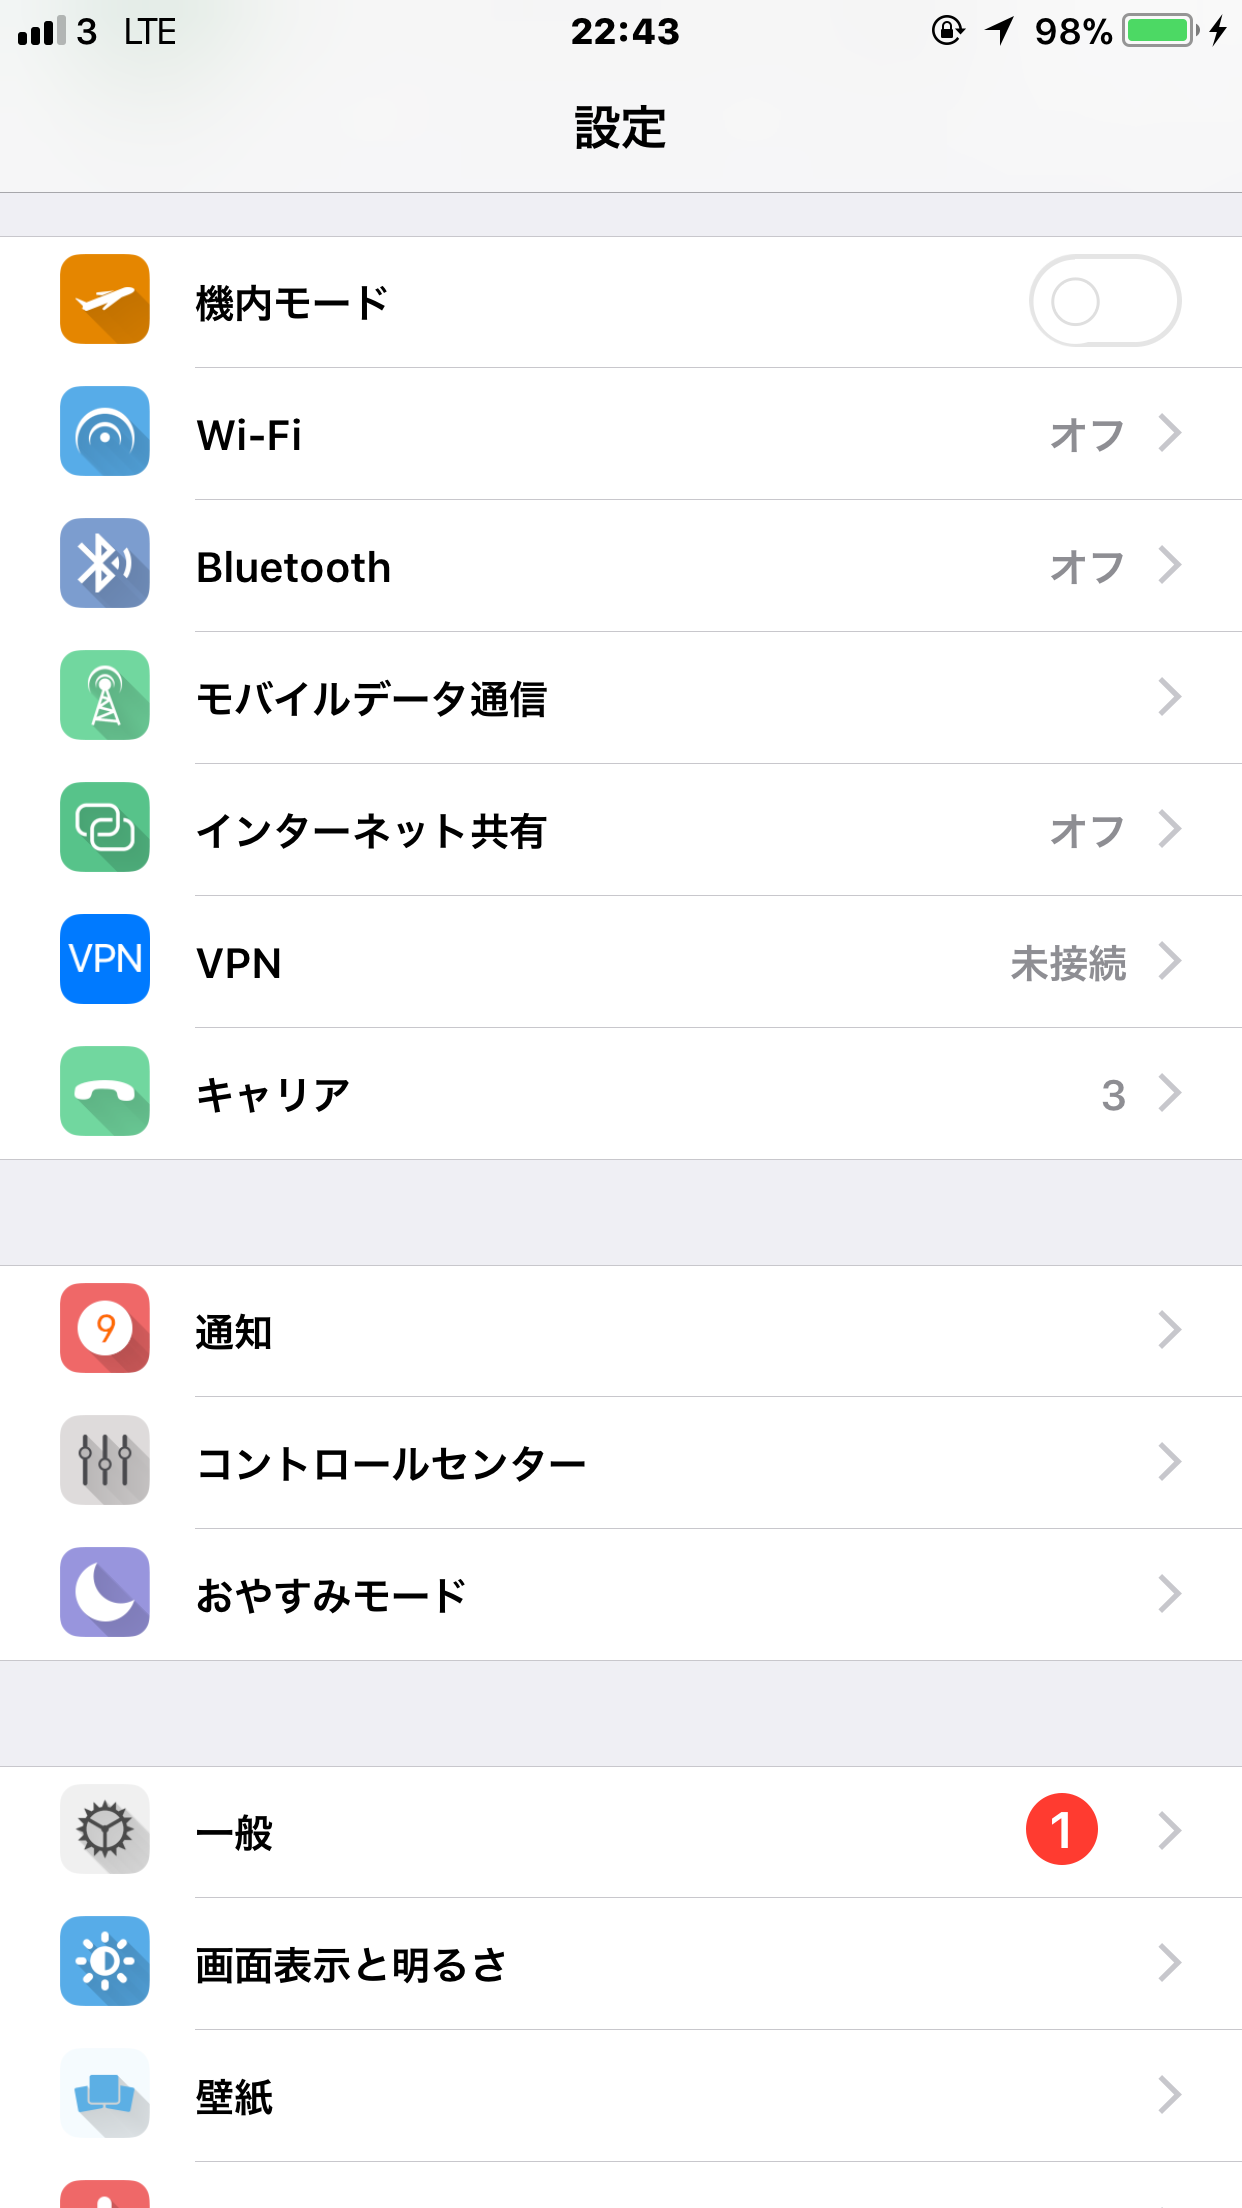 3 LTE 22:43 98%
設定
機内モード
Wi-Fi オフ
Bluetooth オフ
モバイルデータ通信
インターネット共有 オフ
VPN VPN 未接続
キャリア 3
9 通知
コントロールセンター
おやすみモード
一般 1
画面表示と明るさ
壁紙